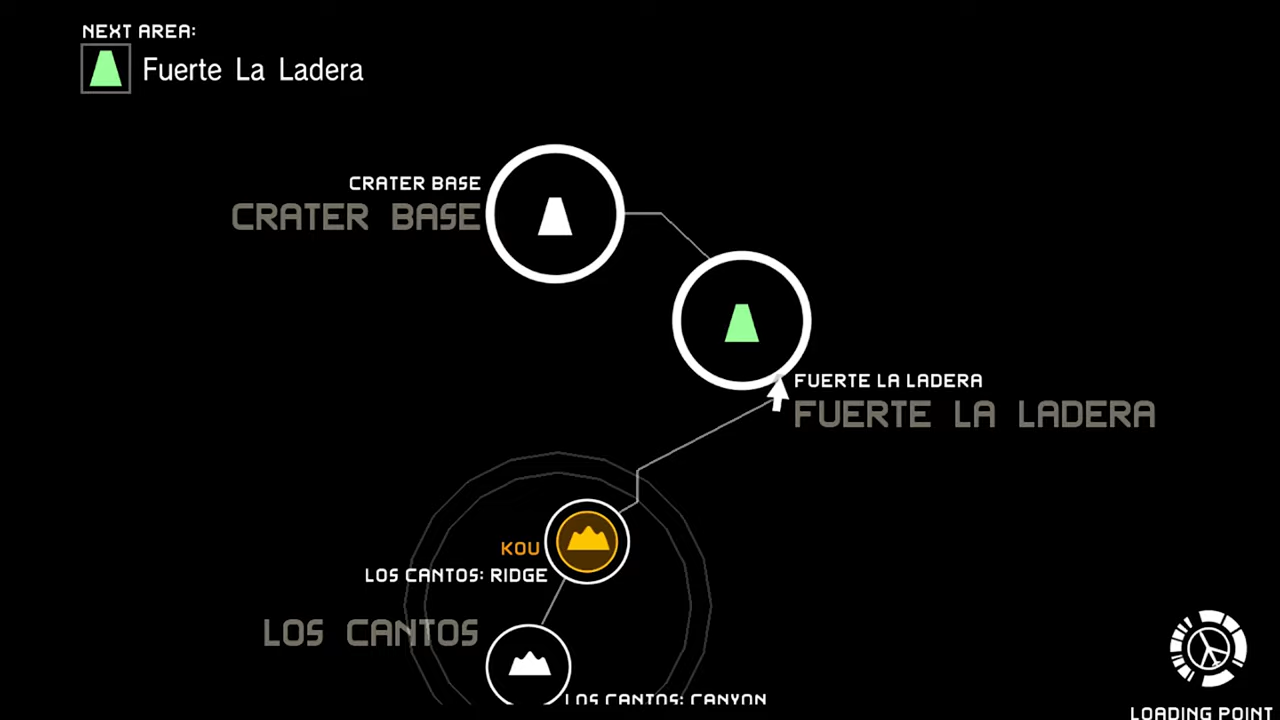 NEXT AREA:
Fuerte La Ladera
CRATER BASE
CRATER BASE
FUERTE LA LADERA
FUERTE LA LADERA
KOU
LOS CANTOS: RIDGE
LOS CANTOS
LOS CANTOS: CANYON
LOADING POINT